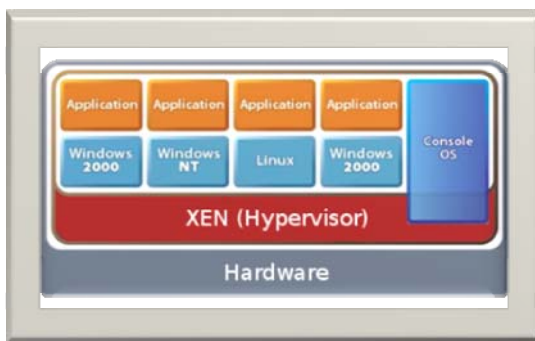 Application Application Application Application
Windows 2000 Windows NT Linux Windows 2000
Console OS
XEN (Hypervisor)
Hardware